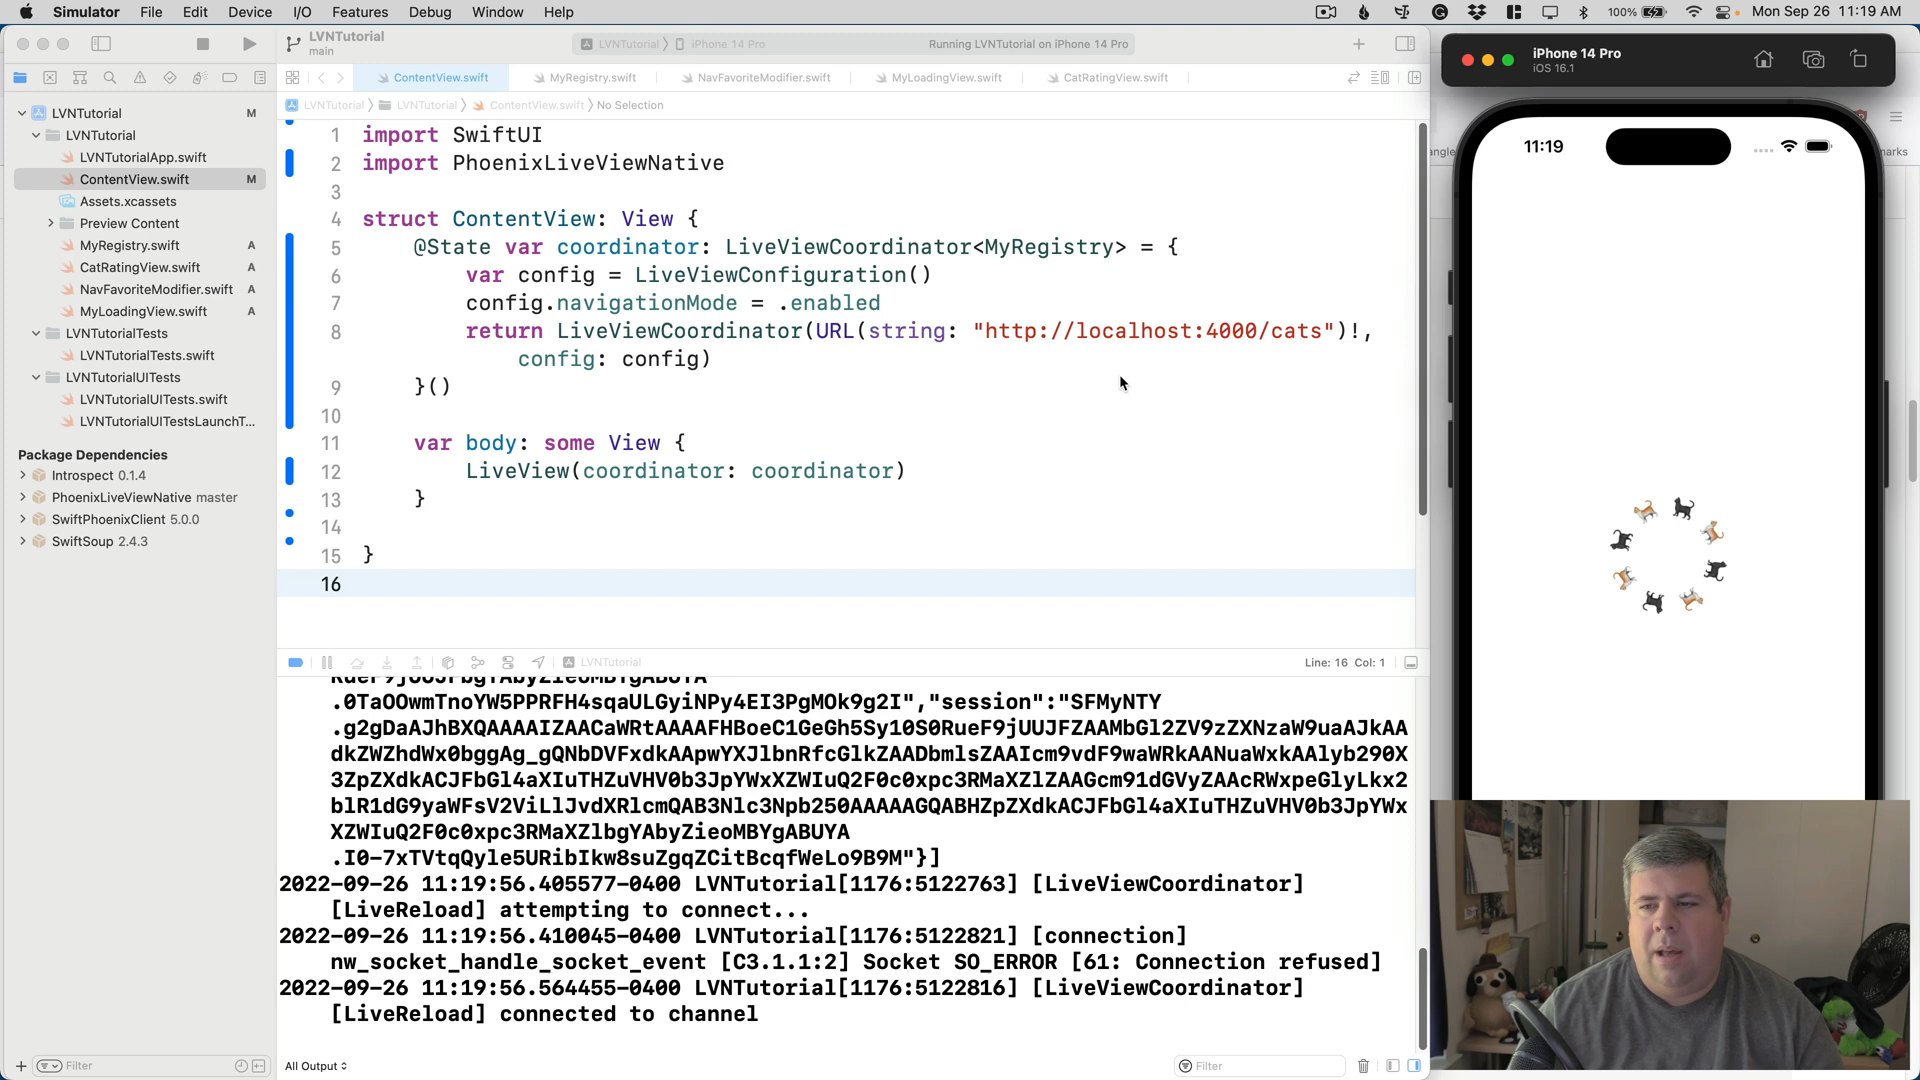 Simulator File Edit Device I/O Features Debug Window Help
100% Mon Sep 26 11:19 AM
LVNTutorial
main
LVNTutorial iPhone 14 Pro Running LVNTutorial on iPhone 14 Pro
iPhone 14 Pro
iOS 16.1
ContentView.swift MyRegistry.swift NavFavoriteModifier.swift MyLoadingView.swift CatRatingView.swift
LVNTutorial LVNTutorial ContentView.swift No Selection
LVNTutorial M
LVNTutorial
LVNTutorialApp.swift
ContentView.swift M
Assets.xcassets
Preview Content
MyRegistry.swift A
CatRatingView.swift A
NavFavoriteModifier.swift A
MyLoadingView.swift A
LVNTutorialTests
LVNTutorialTests.swift
LVNTutorialUITests
LVNTutorialUITests.swift
LVNTutorialUITestsLaunchT...
Package Dependencies
Introspect 0.1.4
PhoenixLiveViewNative master
SwiftPhoenixClient 5.0.0
SwiftSoup 2.4.3
Filter
1 import SwiftUI
2 import PhoenixLiveViewNative
3
4 struct ContentView: View {
5 @State var coordinator: LiveViewCoordinator<MyRegistry> = {
6 var config = LiveViewConfiguration()
7 config.navigationMode = .enabled
8 return LiveViewCoordinator(URL(string: "http://localhost:4000/cats")!,
config: config)
9 }()
10
11 var body: some View {
12 LiveView(coordinator: coordinator)
13 }
14
15 }
16
LVNTutorial Line: 16 Col: 1
.0TaOOwmTnoYW5PPRFH4sqaULGyiNPy4EI3PgMOk9g2I","session":"SFMyNTY
.g2gDaAJhBXQAAAAIZAACaWRtAAAAFHBoeC1GeGh5Sy10S0RueF9jUUJFZAAMbGl2ZV9zZXNzaW9uaAJkAA
dkZWZhdWx0bggAg_gQNbDVFxdkAApwYXJlbnRfcGlkZAADbmlsZAAIcm9vdF9waWRkAANuaWxkAAlyb290X
3ZpZXdkACJFbGl4aXIuTHZuVHV0b3JpYWxXZWIuQ2F0c0xpc3RMaXZlZAAGcm91dGVyZAAcRWxpeGlyLkx2
blR1dG9yaWFsV2ViLlJvdXRlcmQAB3Nlc3Npb250AAAAAGQABHZpZXdkACJFbGl4aXIuTHZuVHV0b3JpYWx
XZWIuQ2F0c0xpc3RMaXZlbgYAbyZieoMBYgABUYA
.I0-7xTVtqQyle5URibIkw8suZgqZCitBcqfWeLo9B9M"}]
2022-09-26 11:19:56.405577-0400 LVNTutorial[1176:5122763] [LiveViewCoordinator]
[LiveReload] attempting to connect...
2022-09-26 11:19:56.410045-0400 LVNTutorial[1176:5122821] [connection]
nw_socket_handle_socket_event [C3.1.1:2] Socket SO_ERROR [61: Connection refused]
2022-09-26 11:19:56.564455-0400 LVNTutorial[1176:5122816] [LiveViewCoordinator]
[LiveReload] connected to channel
All Output Filter
11:19